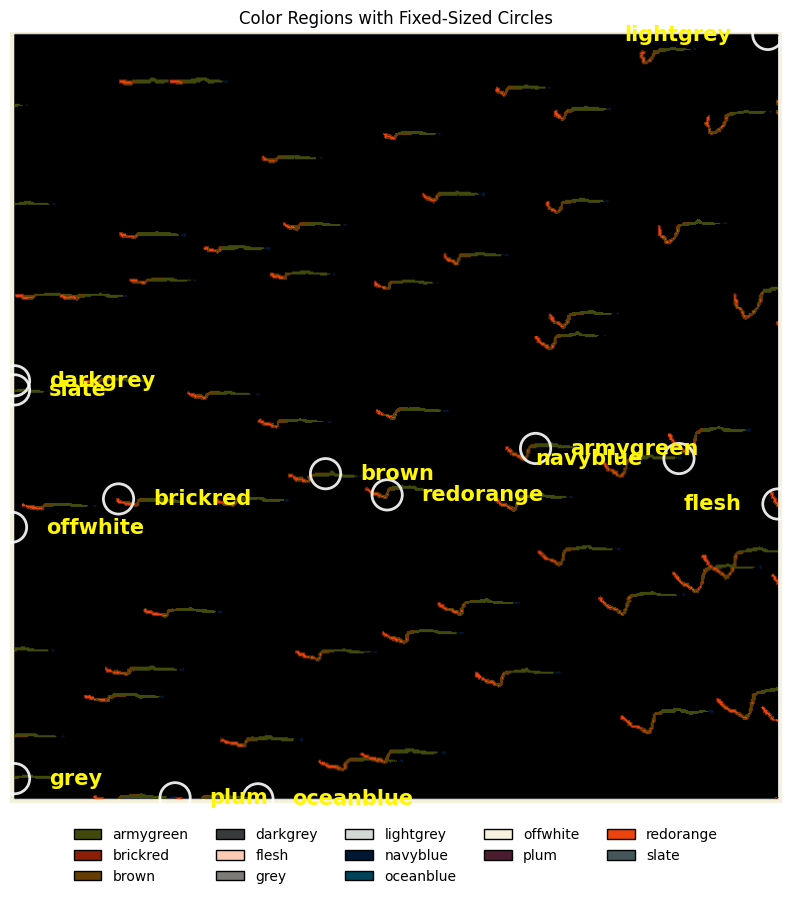 Color Regions with Fixed-Sized Circles
lightgrey
darkgrey
slate
armygreen
navyblue
brown
redorange
brickred
flesh
offwhite
grey
plum
oceanblue
armygreen darkgrey lightgrey offwhite redorange
brickred flesh navyblue plum slate
brown grey oceanblue